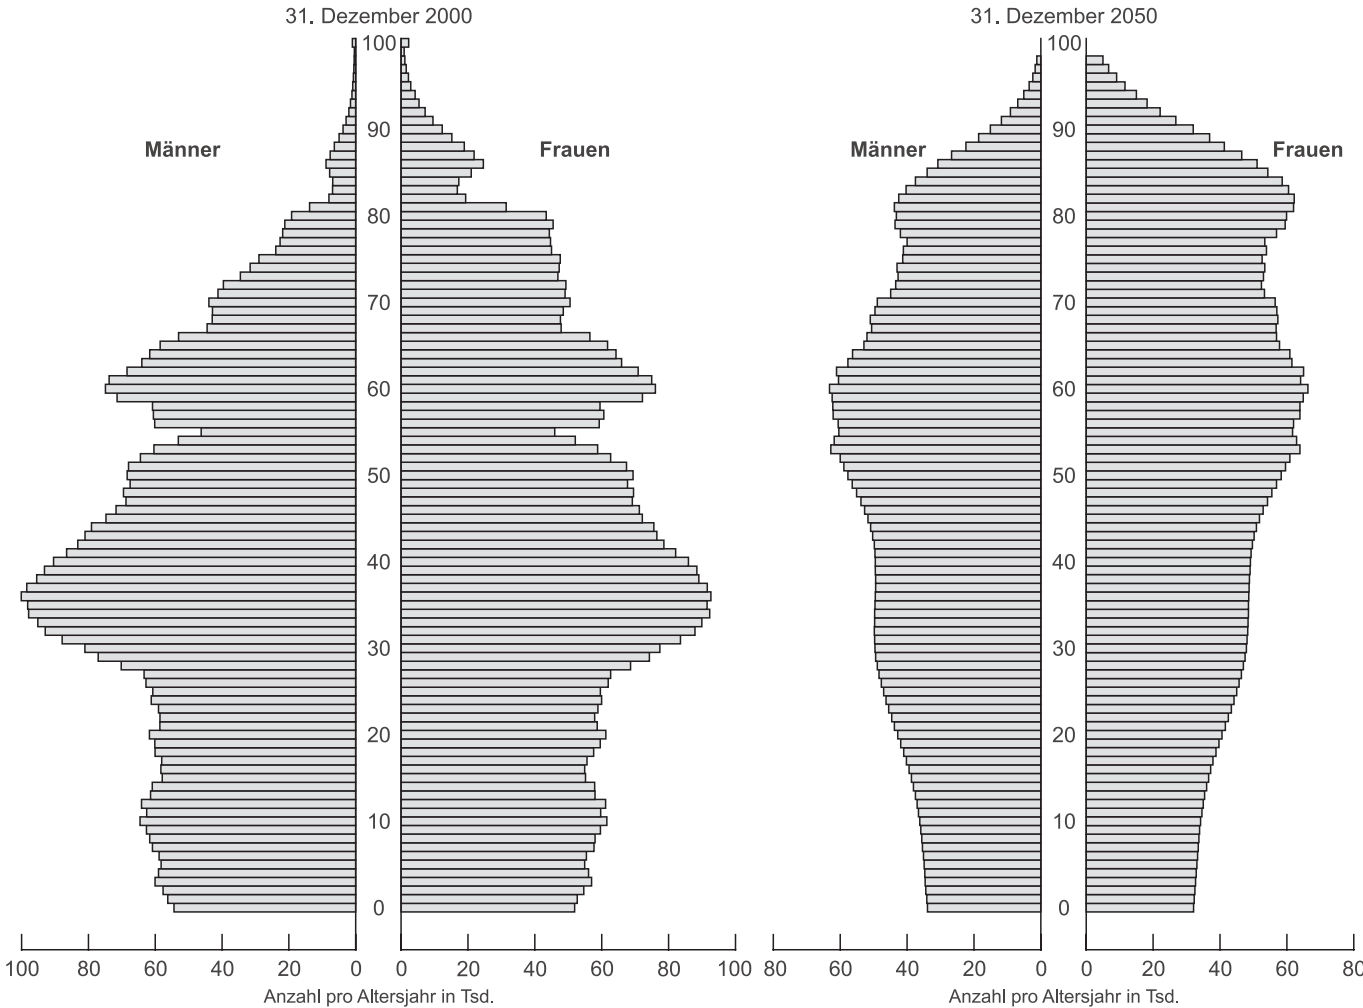 31. Dezember 2000
31. Dezember 2050
100
100
90
90
Männer
Frauen
Männer
Frauen
80
80
70
70
60
60
50
50
40
40
30
30
20
20
10
10
0
0
100 80 60 40 20 0
0 20 40 60 80 100
80 60 40 20 0
0 20 40 60 80
Anzahl pro Altersjahr in Tsd.
Anzahl pro Altersjahr in Tsd.